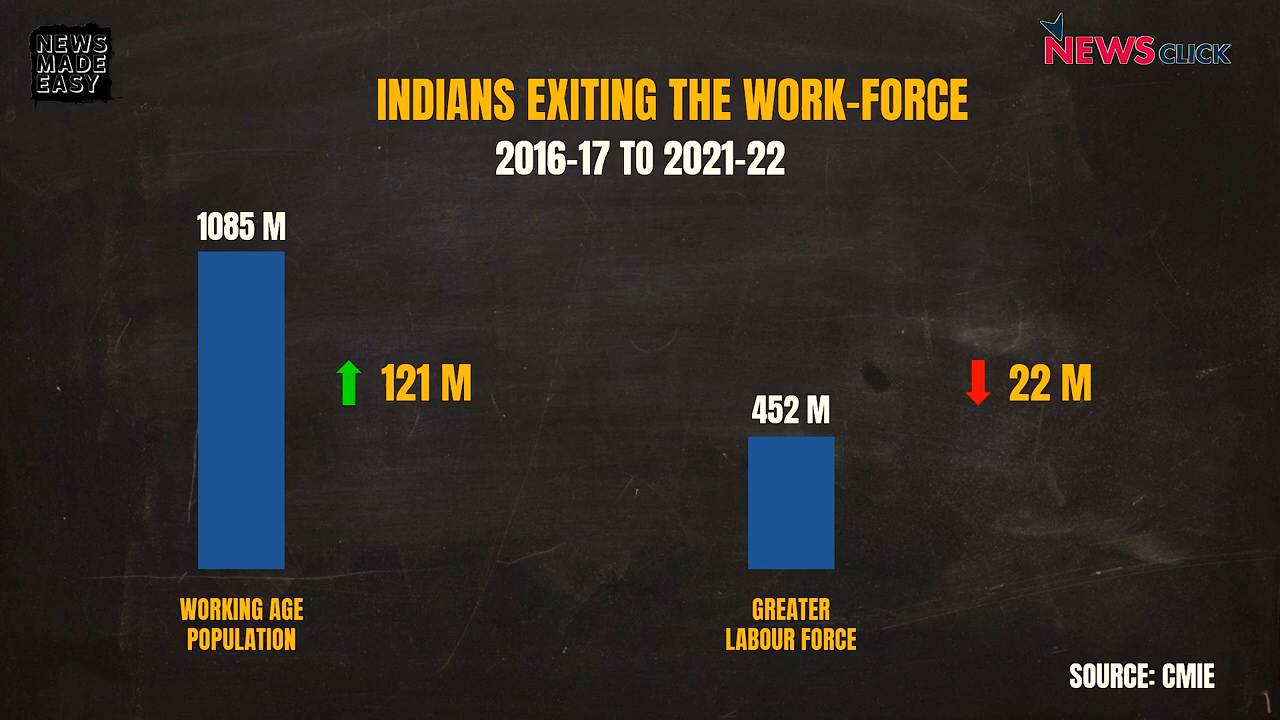 NEWS
MADE
EASY
NEWSCLICK
INDIANS EXITING THE WORK-FORCE
2016-17 TO 2021-22
1085 M
121 M
22 M
452 M
WORKING AGE
POPULATION
GREATER
LABOUR FORCE
SOURCE: CMIE